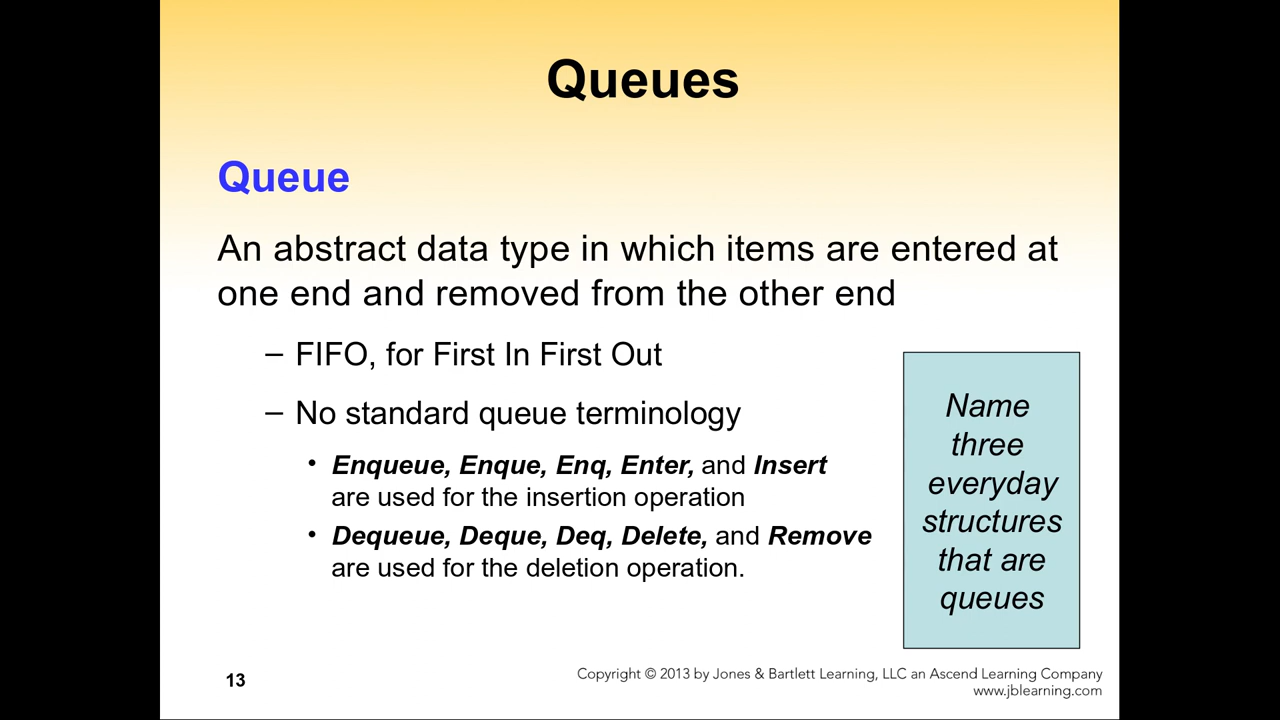 Queues
Queue
An abstract data type in which items are entered at
one end and removed from the other end
– FIFO, for First In First Out
– No standard queue terminology
• Enqueue, Enque, Enq, Enter, and Insert
are used for the insertion operation
• Dequeue, Deque, Deq, Delete, and Remove
are used for the deletion operation.
Name
three
everyday
structures
that are
queues
13
Copyright © 2013 by Jones & Bartlett Learning, LLC an Ascend Learning Company
www.jblearning.com